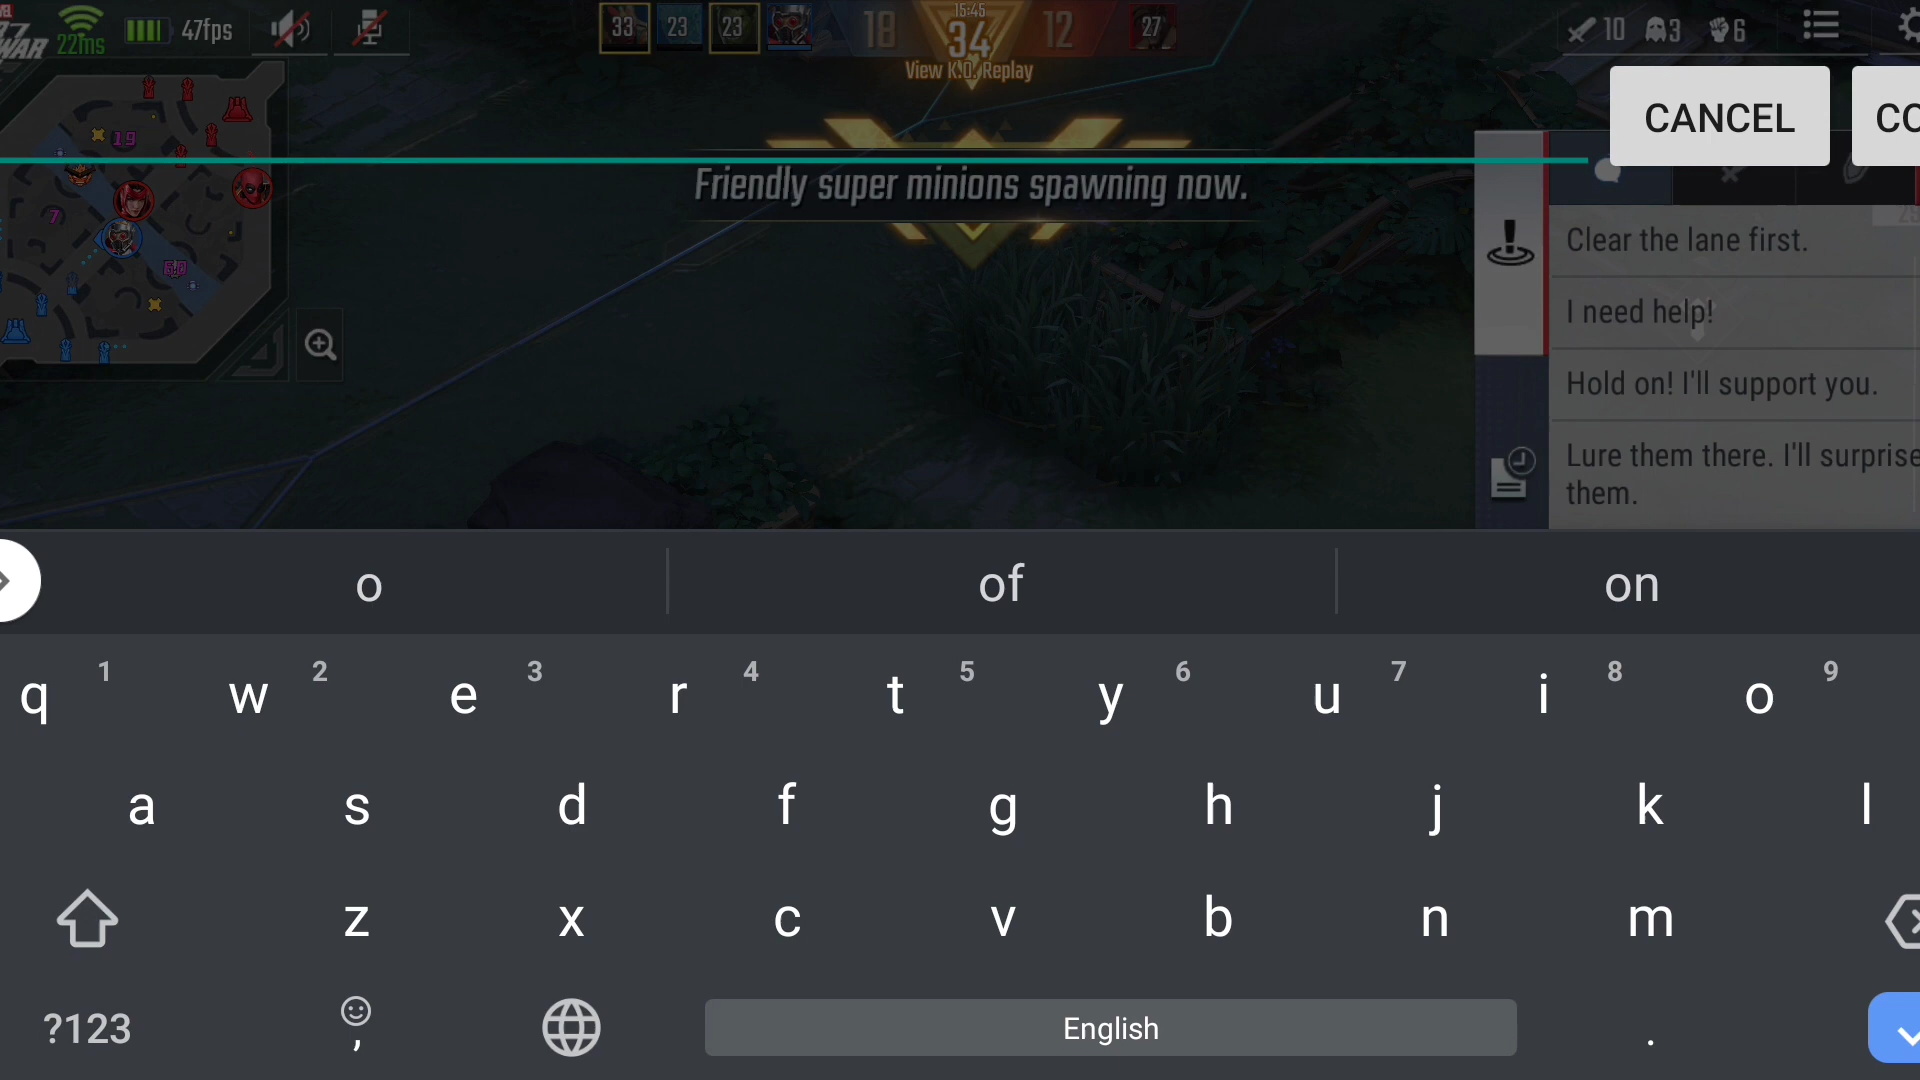 22ms 47fps
33 23 23 18 15:45 34 12 27
10 3 6
View K.O. Replay
CANCEL CO
Friendly super minions spawning now.
Clear the lane first.
I need help!
Hold on! I'll support you.
Lure them there. I'll surprise
them.
o of on
q 1 w 2 e 3 r 4 t 5 y 6 u 7 i 8 o 9
a s d f g h j k l
z x c v b n m
?123 , English .